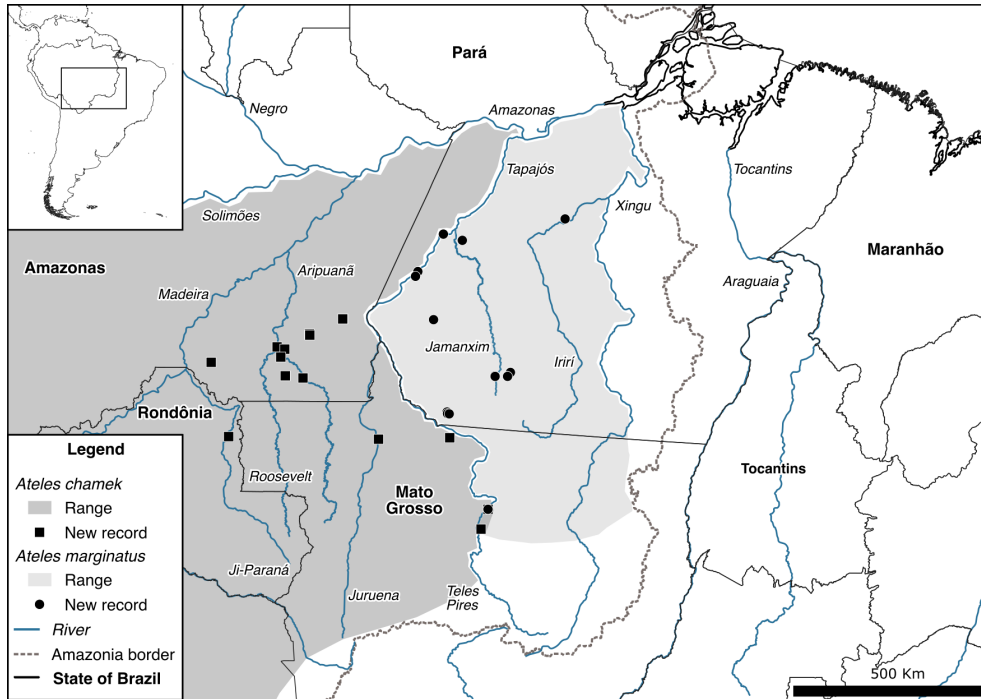 Pará
Negro
Amazonas
Tapajós
Tocantins
Solimões
Xingu
Maranhão
Amazonas
Aripuanã
Madeira
Araguaia
Jamanxim
Iriri
Rondônia
Legend
Ateles chamek
Range
New record
Ateles marginatus
Range
New record
River
Amazonia border
State of Brazil
Roosevelt
Mato
Grosso
Tocantins
Ji-Paraná
Juruena
Teles
Pires
500 Km